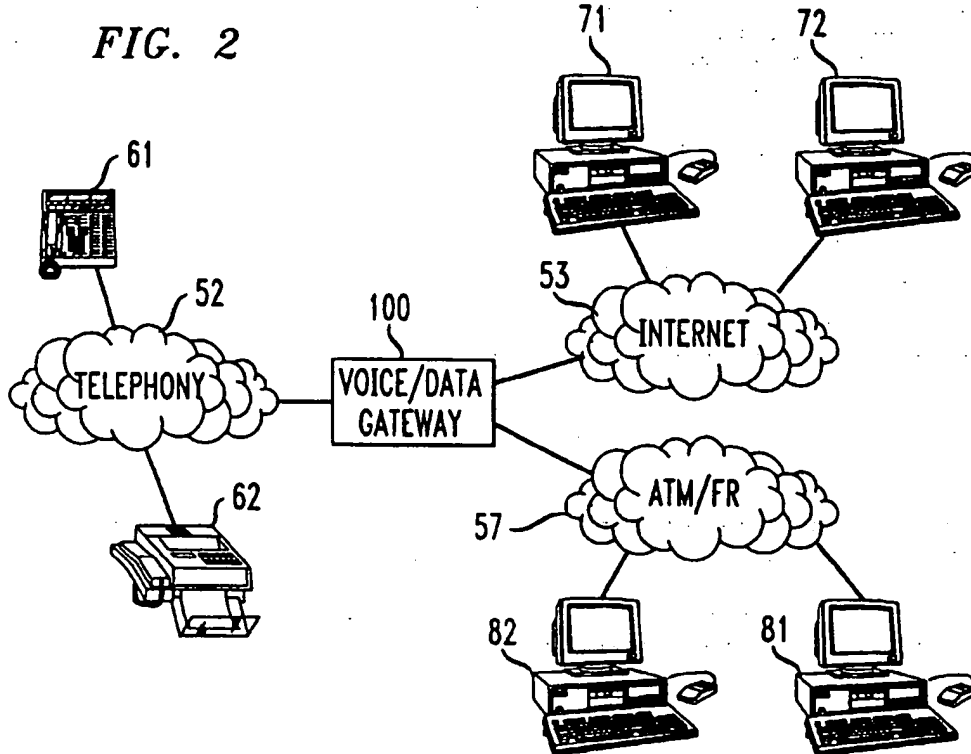 FIG. 2
71
72
61
52
100
53
TELEPHONY
VOICE/DATA
GATEWAY
INTERNET
ATM/FR
62
57
82
81